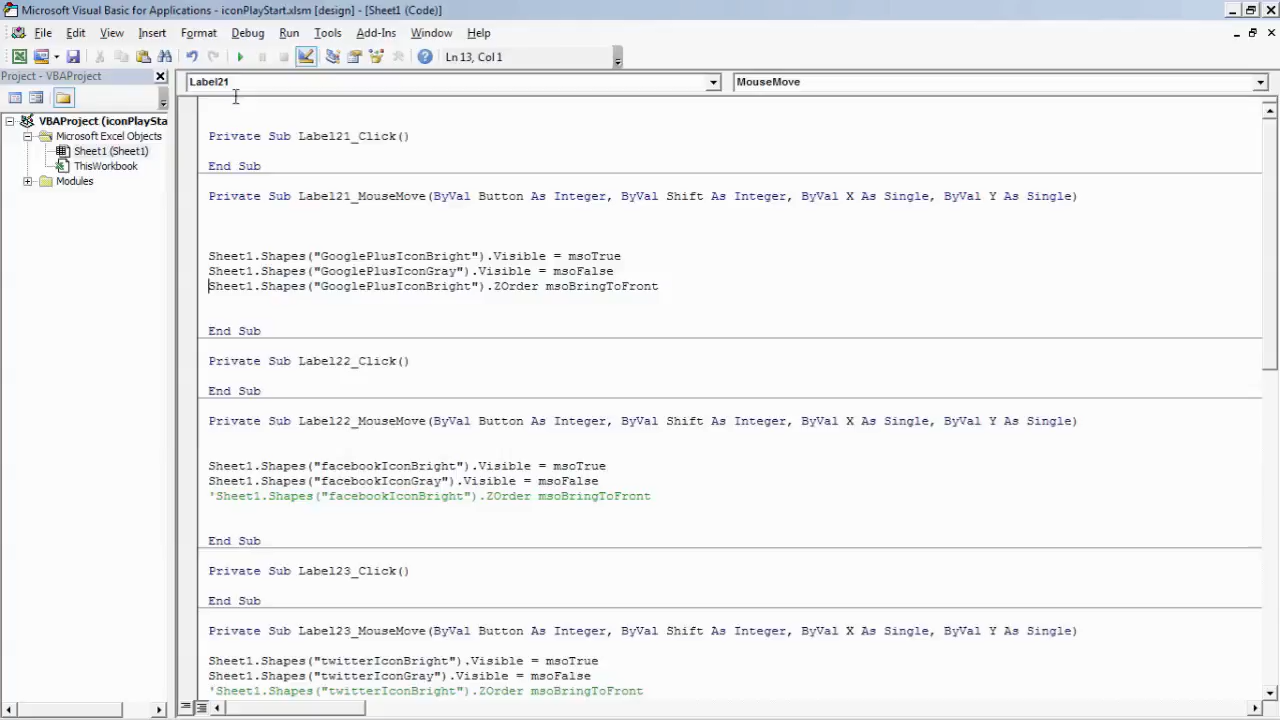 Microsoft Visual Basic for Applications - iconPlayStart.xlsm [design] - [Sheet1 (Code)]
File Edit View Insert Format Debug Run Tools Add-Ins Window Help
Ln 13, Col 1
Project - VBAProject
Label21
MouseMove
VBAProject (iconPlaySta
Microsoft Excel Objects
Sheet1 (Sheet1)
ThisWorkbook
Modules
Private Sub Label21_Click()
End Sub
Private Sub Label21_MouseMove(ByVal Button As Integer, ByVal Shift As Integer, ByVal X As Single, ByVal Y As Single)
Sheet1.Shapes("GooglePlusIconBright").Visible = msoTrue
Sheet1.Shapes("GooglePlusIconGray").Visible = msoFalse
Sheet1.Shapes("GooglePlusIconBright").ZOrder msoBringToFront
End Sub
Private Sub Label22_Click()
End Sub
Private Sub Label22_MouseMove(ByVal Button As Integer, ByVal Shift As Integer, ByVal X As Single, ByVal Y As Single)
Sheet1.Shapes("facebookIconBright").Visible = msoTrue
Sheet1.Shapes("facebookIconGray").Visible = msoFalse
'Sheet1.Shapes("facebookIconBright").ZOrder msoBringToFront
End Sub
Private Sub Label23_Click()
End Sub
Private Sub Label23_MouseMove(ByVal Button As Integer, ByVal Shift As Integer, ByVal X As Single, ByVal Y As Single)
Sheet1.Shapes("twitterIconBright").Visible = msoTrue
Sheet1.Shapes("twitterIconGray").Visible = msoFalse
'Sheet1.Shapes("twitterIconBright").ZOrder msoBringToFront